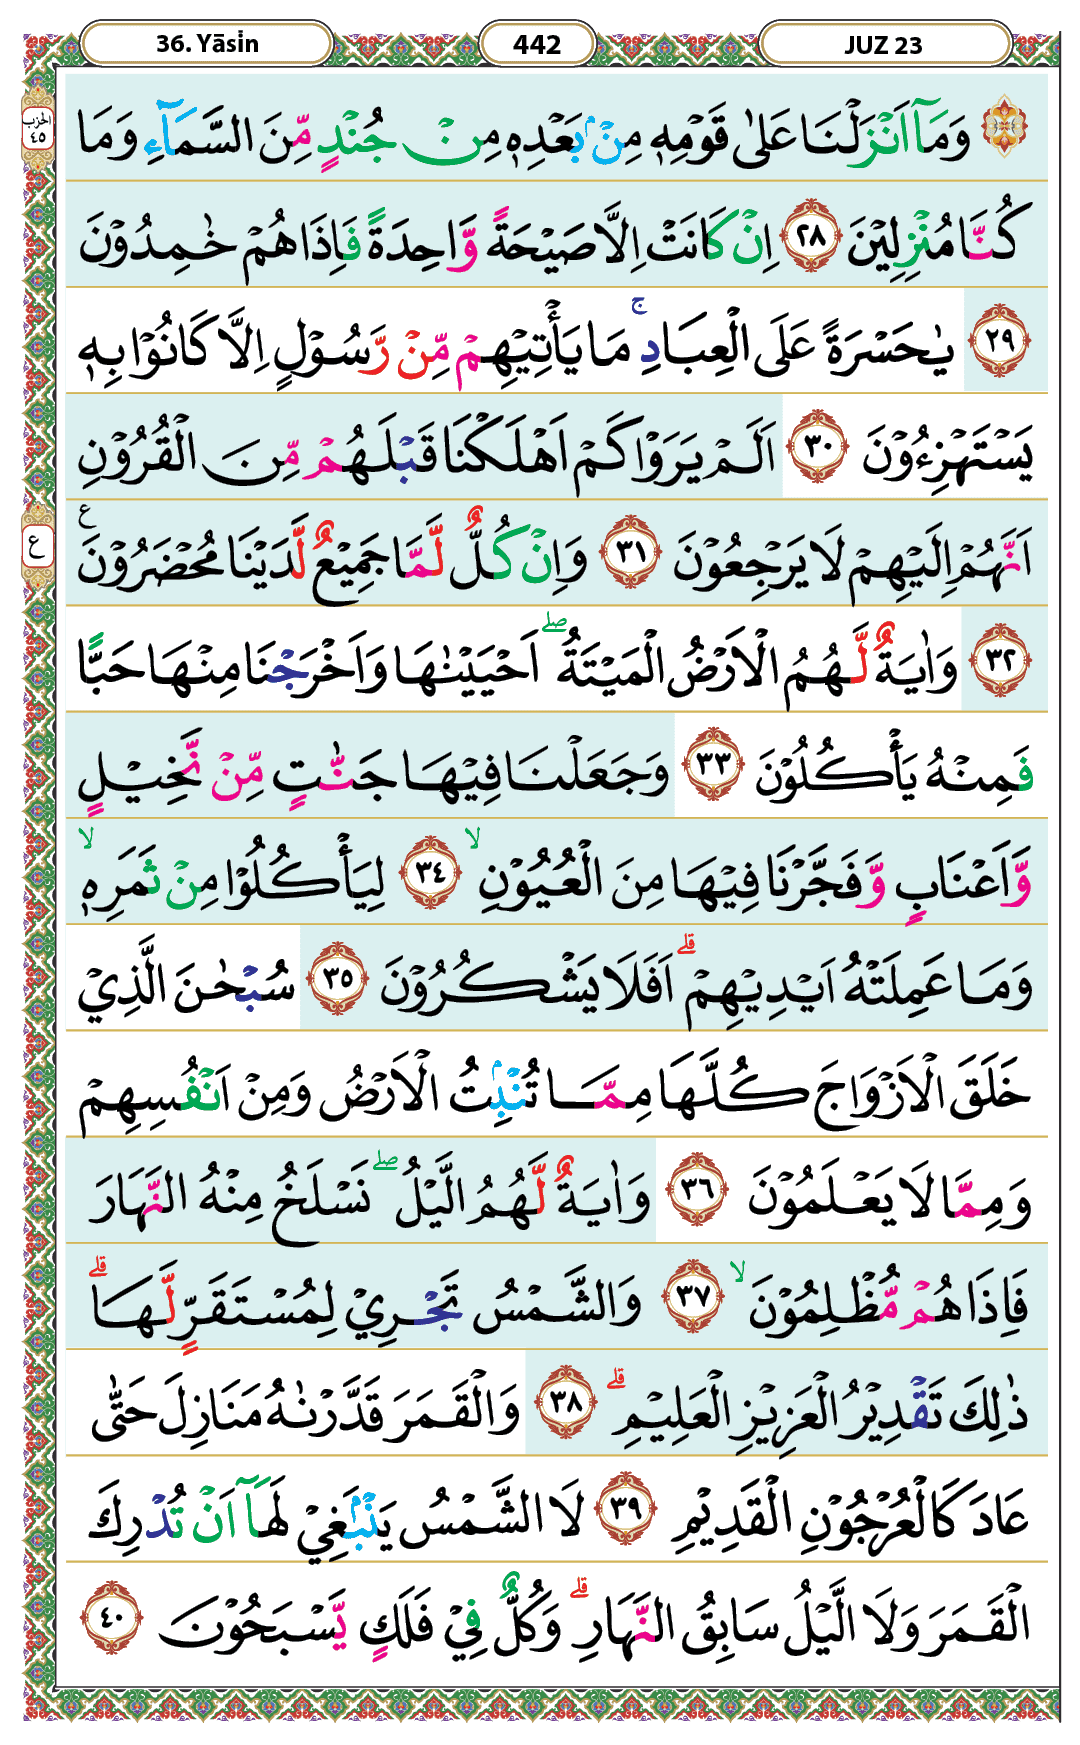 36. Yāsīn
442
JUZ 23
الحزب
٤٥
وَمَآ اَنْزَلْنَا عَلٰى قَوْمِهٖ مِنْۢ بَعْدِهٖ مِنْ جُنْدٍ مِّنَ السَّمَآءِ وَمَا
كُنَّا مُنْزِلِيْنَ ٢٨ اِنْ كَانَتْ اِلَّا صَيْحَةً وَّاحِدَةً فَاِذَا هُمْ خٰمِدُوْنَ
٢٩ يٰحَسْرَةً عَلَى الْعِبَادِۚ مَا يَأْتِيْهِمْ مِّنْ رَّسُوْلٍ اِلَّا كَانُوْا بِهٖ
يَسْتَهْزِءُوْنَ ٣٠ اَلَمْ يَرَوْا كَمْ اَهْلَكْنَا قَبْلَهُمْ مِّنَ الْقُرُوْنِ
اَنَّهُمْ اِلَيْهِمْ لَا يَرْجِعُوْنَ ٣١ وَاِنْ كُلٌّ لَّمَّا جَمِيْعٌ لَّدَيْنَا مُحْضَرُوْنَ ع
ع
٣٢ وَاٰيَةٌ لَّهُمُ الْاَرْضُ الْمَيْتَةُۖ اَحْيَيْنٰهَا وَاَخْرَجْنَا مِنْهَا حَبًّا
فَمِنْهُ يَأْكُلُوْنَ ٣٣ وَجَعَلْنَا فِيْهَا جَنّٰتٍ مِّنْ نَّخِيْلٍ
وَّاَعْنَابٍ وَّفَجَّرْنَا فِيْهَا مِنَ الْعُيُوْنِۙ ٣٤ لِيَأْكُلُوْا مِنْ ثَمَرِهٖۙ
وَمَا عَمِلَتْهُ اَيْدِيْهِمْۗ اَفَلَا يَشْكُرُوْنَ ٣٥ سُبْحٰنَ الَّذِيْ
خَلَقَ الْاَزْوَاجَ كُلَّهَا مِمَّا تُنْۢبِتُ الْاَرْضُ وَمِنْ اَنْفُسِهِمْ
وَمِمَّا لَا يَعْلَمُوْنَ ٣٦ وَاٰيَةٌ لَّهُمُ الَّيْلُۖ نَسْلَخُ مِنْهُ النَّهَارَ
فَاِذَا هُمْ مُّظْلِمُوْنَۙ ٣٧ وَالشَّمْسُ تَجْرِيْ لِمُسْتَقَرٍّ لَّهَاۗ
ذٰلِكَ تَقْدِيْرُ الْعَزِيْزِ الْعَلِيْمِۗ ٣٨ وَالْقَمَرَ قَدَّرْنٰهُ مَنَازِلَ حَتّٰى
عَادَ كَالْعُرْجُوْنِ الْقَدِيْمِ ٣٩ لَا الشَّمْسُ يَنْۢبَغِيْ لَهَآ اَنْ تُدْرِكَ
الْقَمَرَ وَلَا الَّيْلُ سَابِقُ النَّهَارِۗ وَكُلٌّ فِيْ فَلَكٍ يَّسْبَحُوْنَ ٤٠